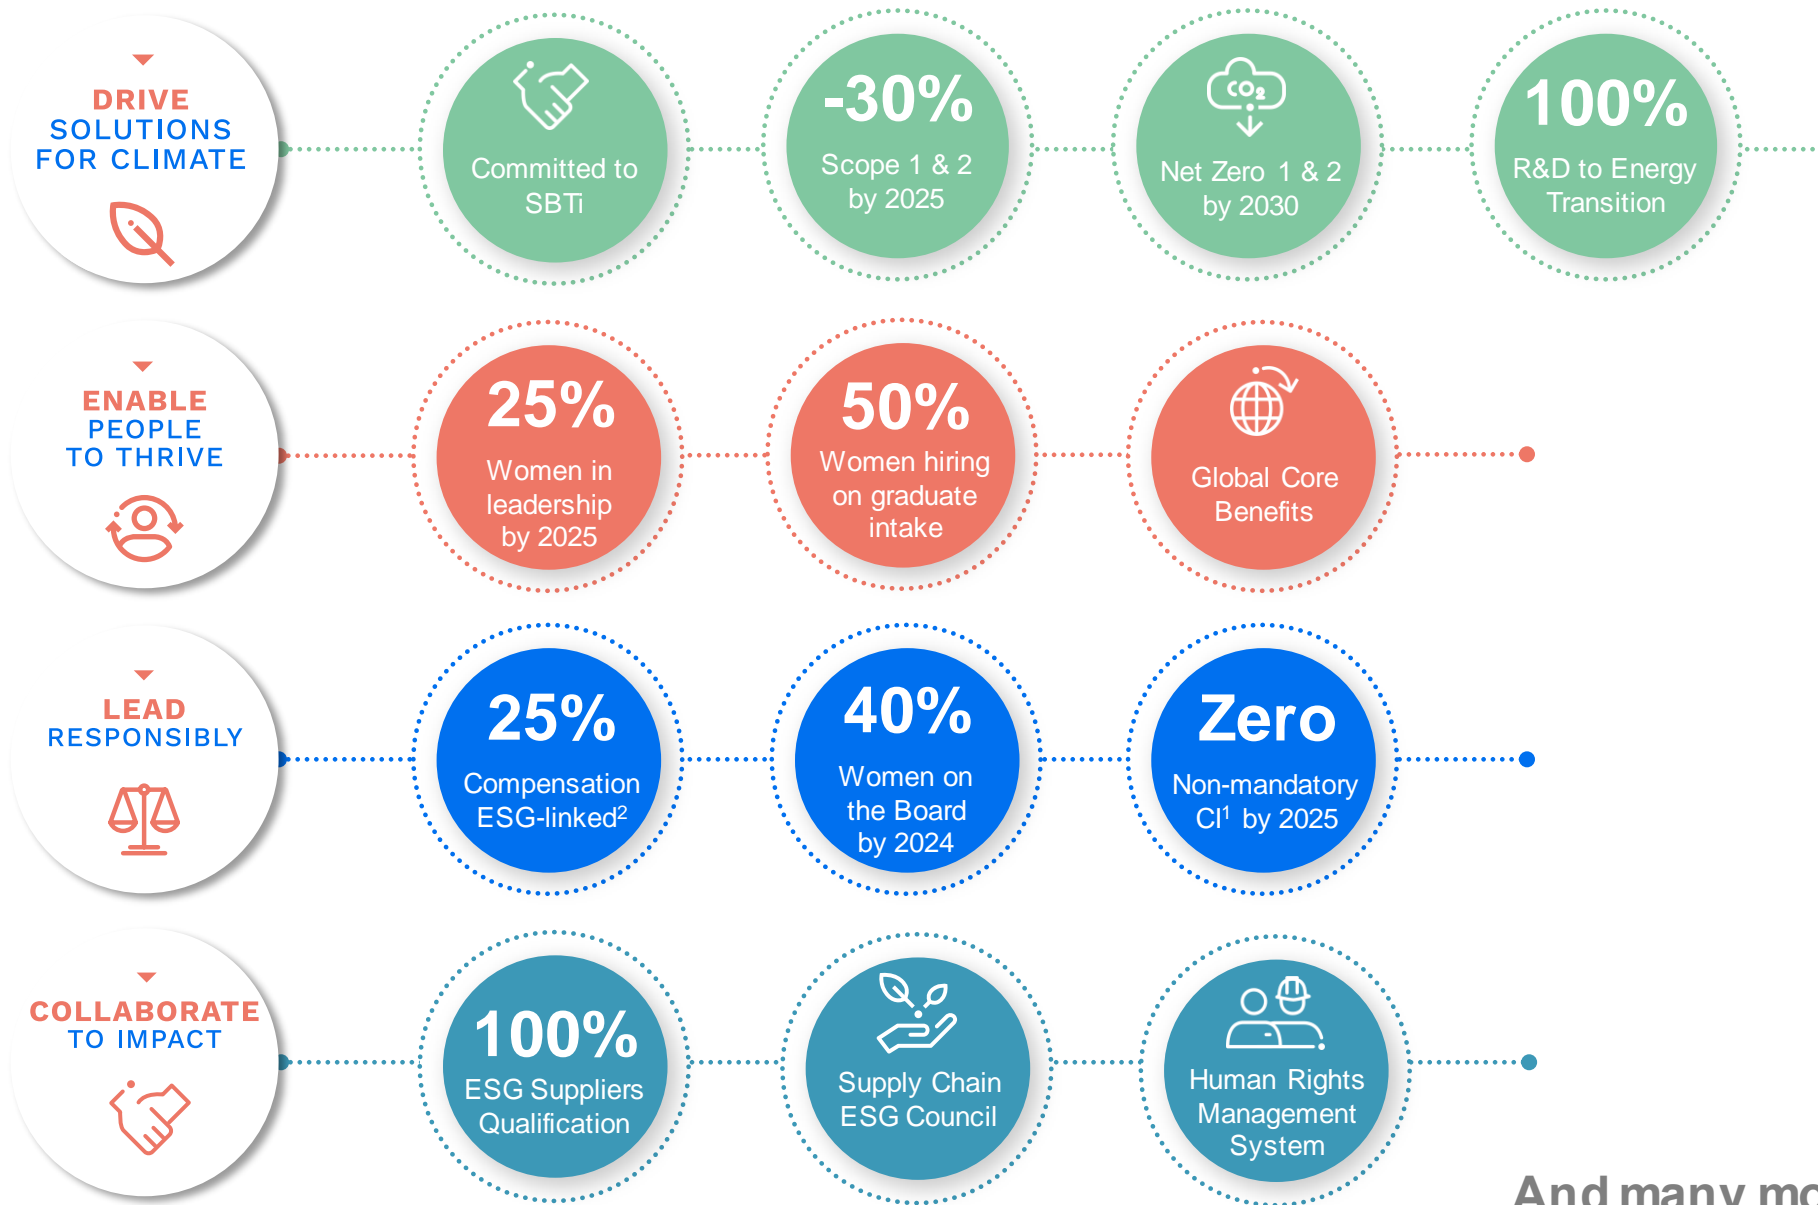 DRIVE
SOLUTIONS
FOR CLIMATE
Committed to
SBTi
-30%
Scope 1 & 2
by 2025
CO2
Net Zero 1 & 2
by 2030
100%
R&D to Energy
Transition
ENABLE
PEOPLE
TO THRIVE
25%
Women in
leadership
by 2025
50%
Women hiring
on graduate
intake
Global Core
Benefits
LEAD
RESPONSIBLY
25%
Compensation
ESG-linked²
40%
Women on
the Board
by 2024
Zero
Non-mandatory
CI¹ by 2025
COLLABORATE
TO IMPACT
100%
ESG Suppliers
Qualification
Supply Chain
ESG Council
Human Rights
Management
System
And many